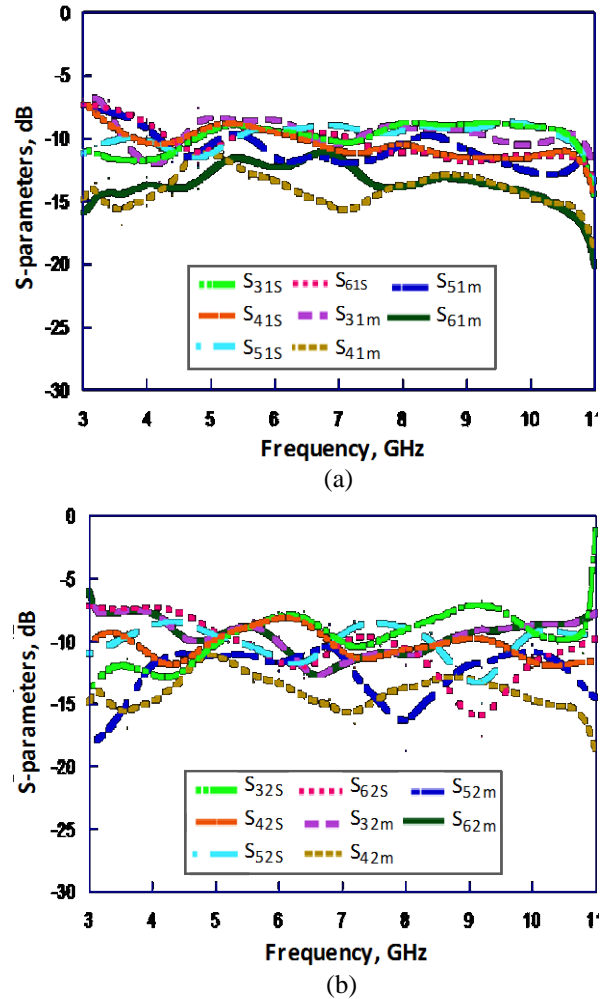 0
-5
-10
-15
-20
-25
-30
S-parameters, dB
S31S S61S S51m
S41S S31m S61m
S51S S41m
3 4 5 6 7 8 9 10 11
Frequency, GHz
(a)
0
-5
-10
-15
-20
-25
-30
S-parameters, dB
S32S S62S S52m
S42S S32m S62m
S52S S42m
3 4 5 6 7 8 9 10 11
Frequency, GHz
(b)